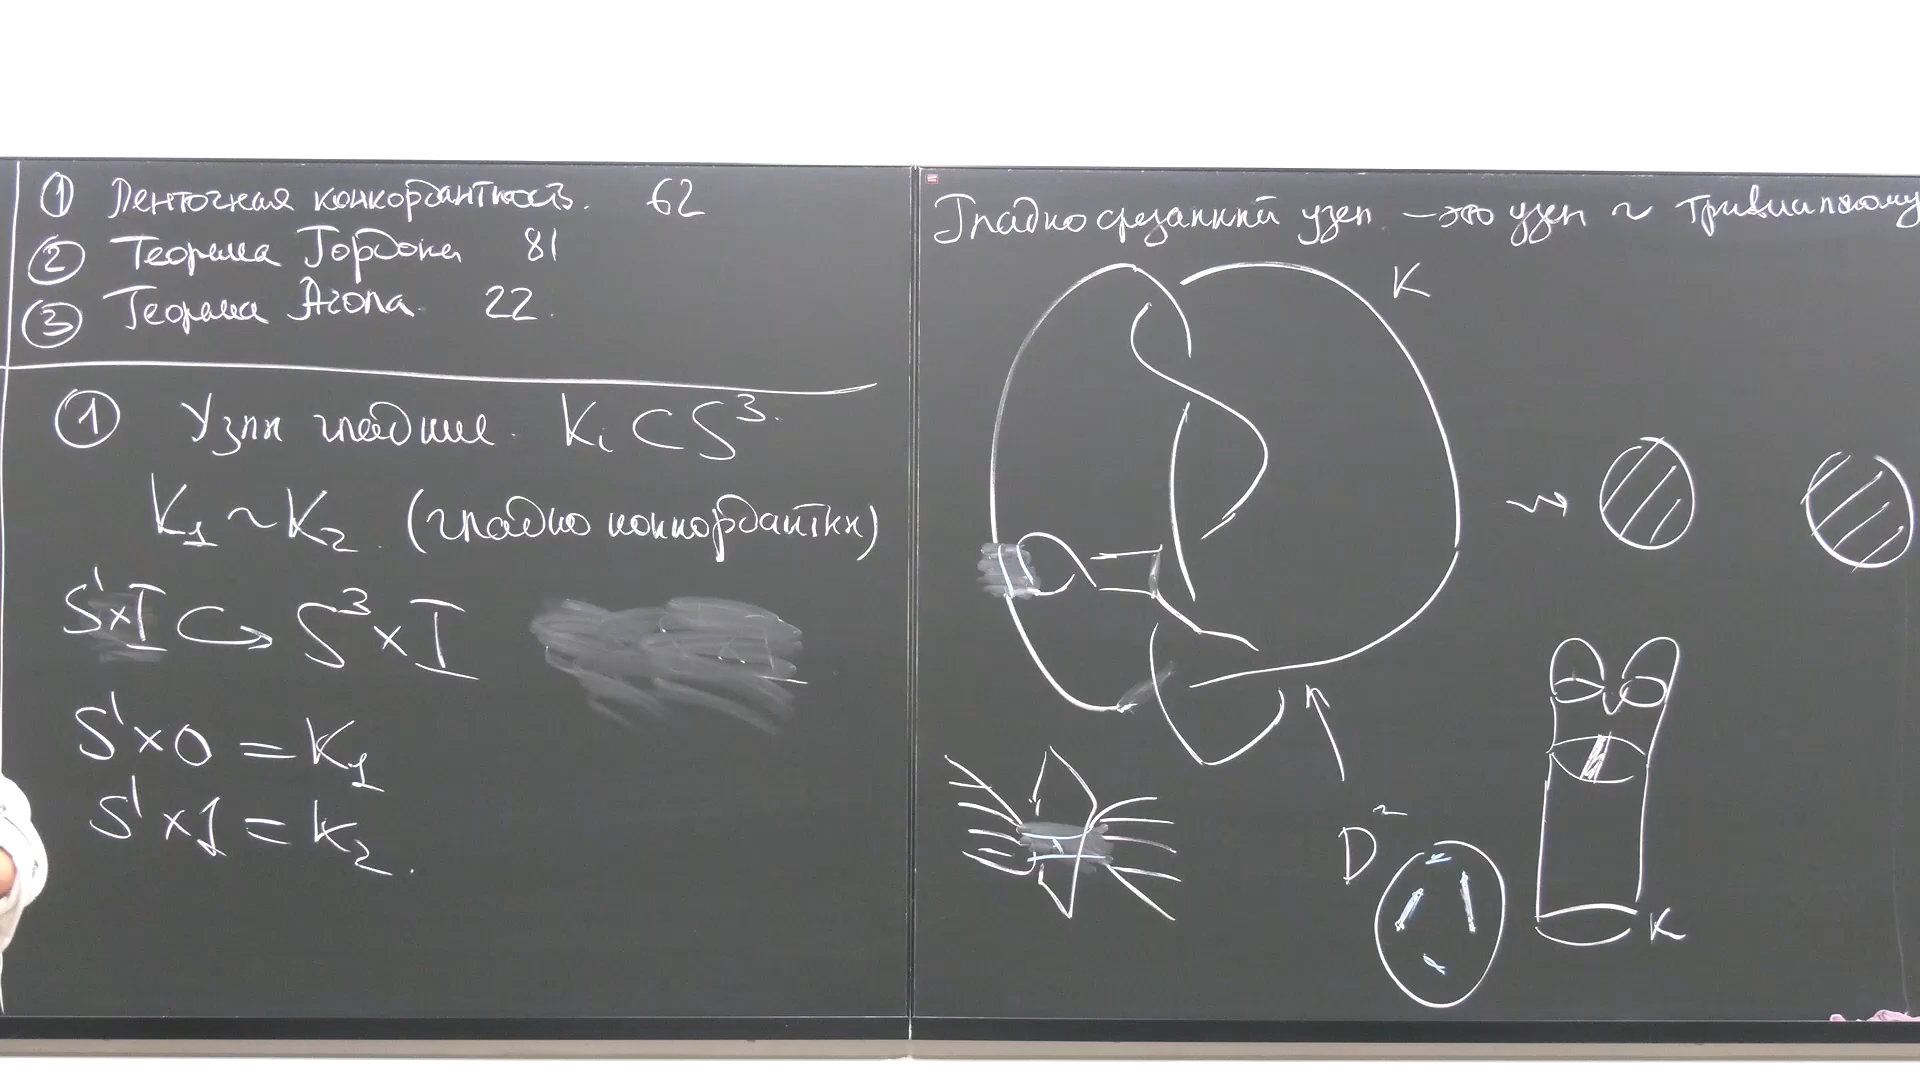 ① Ленточная конкордантность. 62
② Теорема Гордона 81
③ Теорема Агола. 22.
① Узлы гладкие. Kᵢ ⊂ S³.
K₁ ~ K₂. (гладко конкордантны)
S¹×I ↪ S³×I
S¹×0 = K₁
S¹×1 = K₂.
Гладко срезанный узел. — это узел ~ тривиальному
K
D²
K